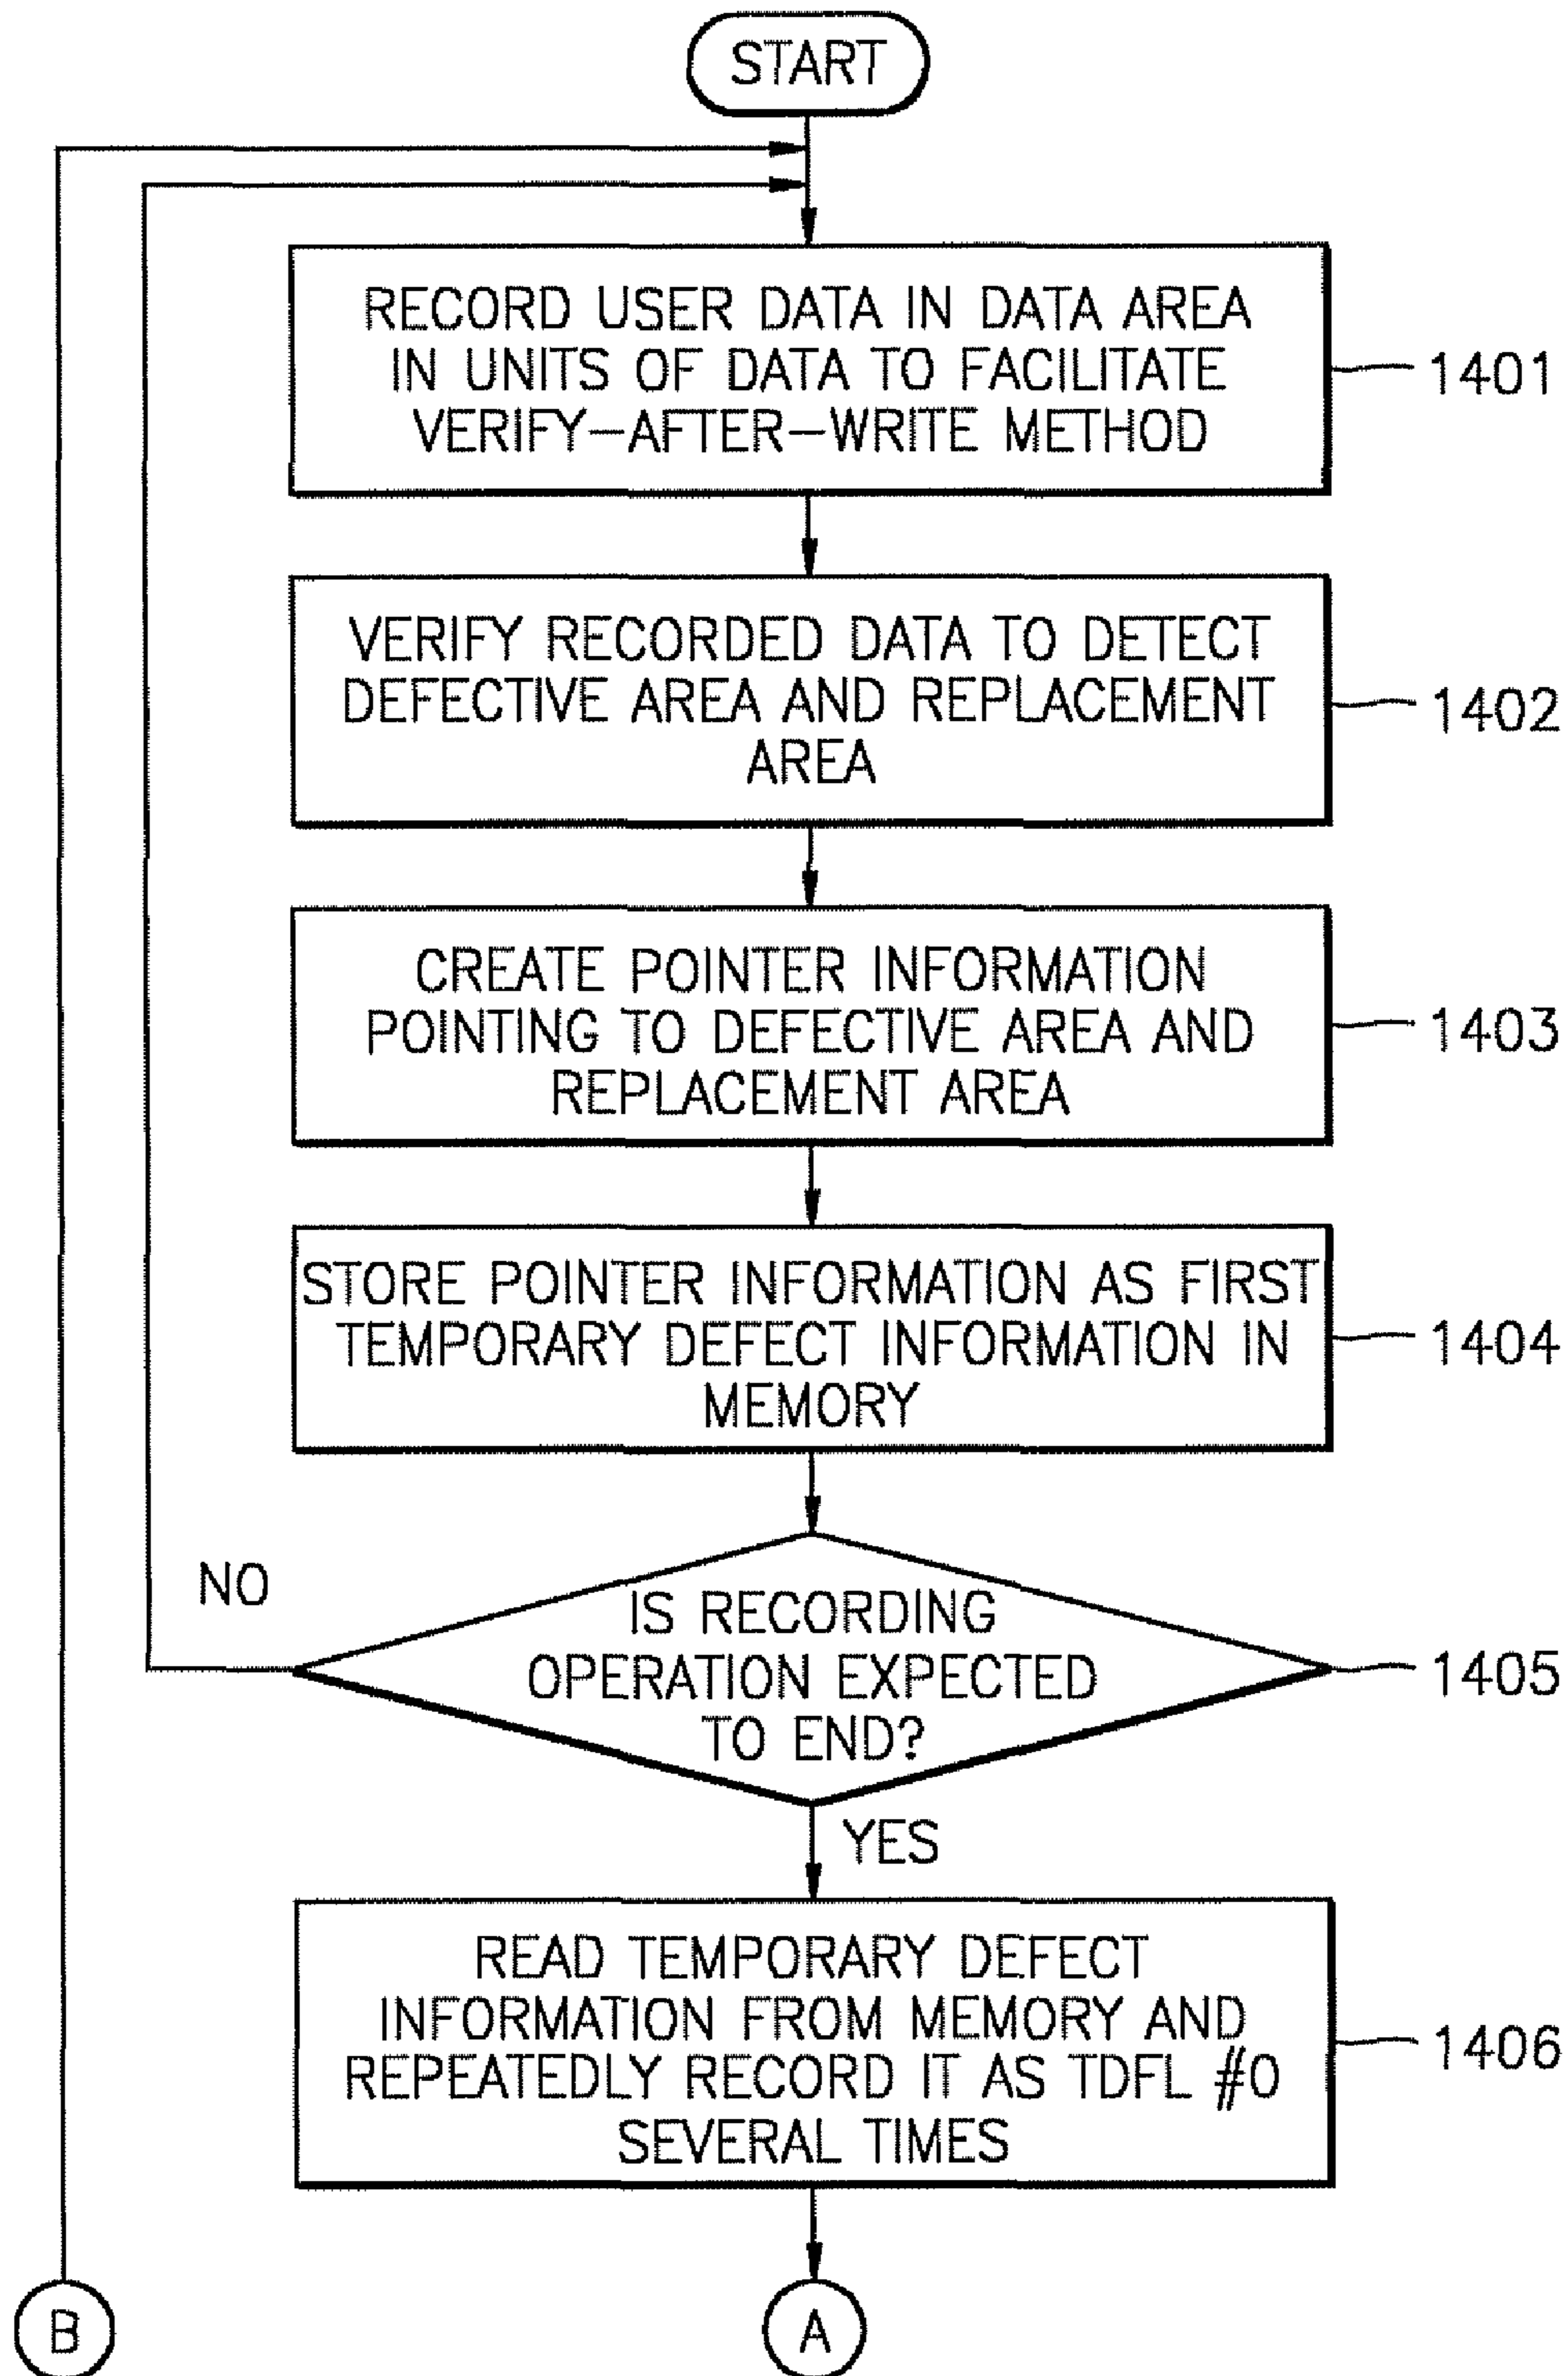 START
RECORD USER DATA IN DATA AREA
IN UNITS OF DATA TO FACILITATE
VERIFY-AFTER-WRITE METHOD
1401
VERIFY RECORDED DATA TO DETECT
DEFECTIVE AREA AND REPLACEMENT
AREA
1402
CREATE POINTER INFORMATION
POINTING TO DEFECTIVE AREA AND
REPLACEMENT AREA
1403
STORE POINTER INFORMATION AS FIRST
TEMPORARY DEFECT INFORMATION IN
MEMORY
1404
NO
IS RECORDING
OPERATION EXPECTED
TO END?
1405
YES
READ TEMPORARY DEFECT
INFORMATION FROM MEMORY AND
REPEATEDLY RECORD IT AS TDFL #0
SEVERAL TIMES
1406
B
A